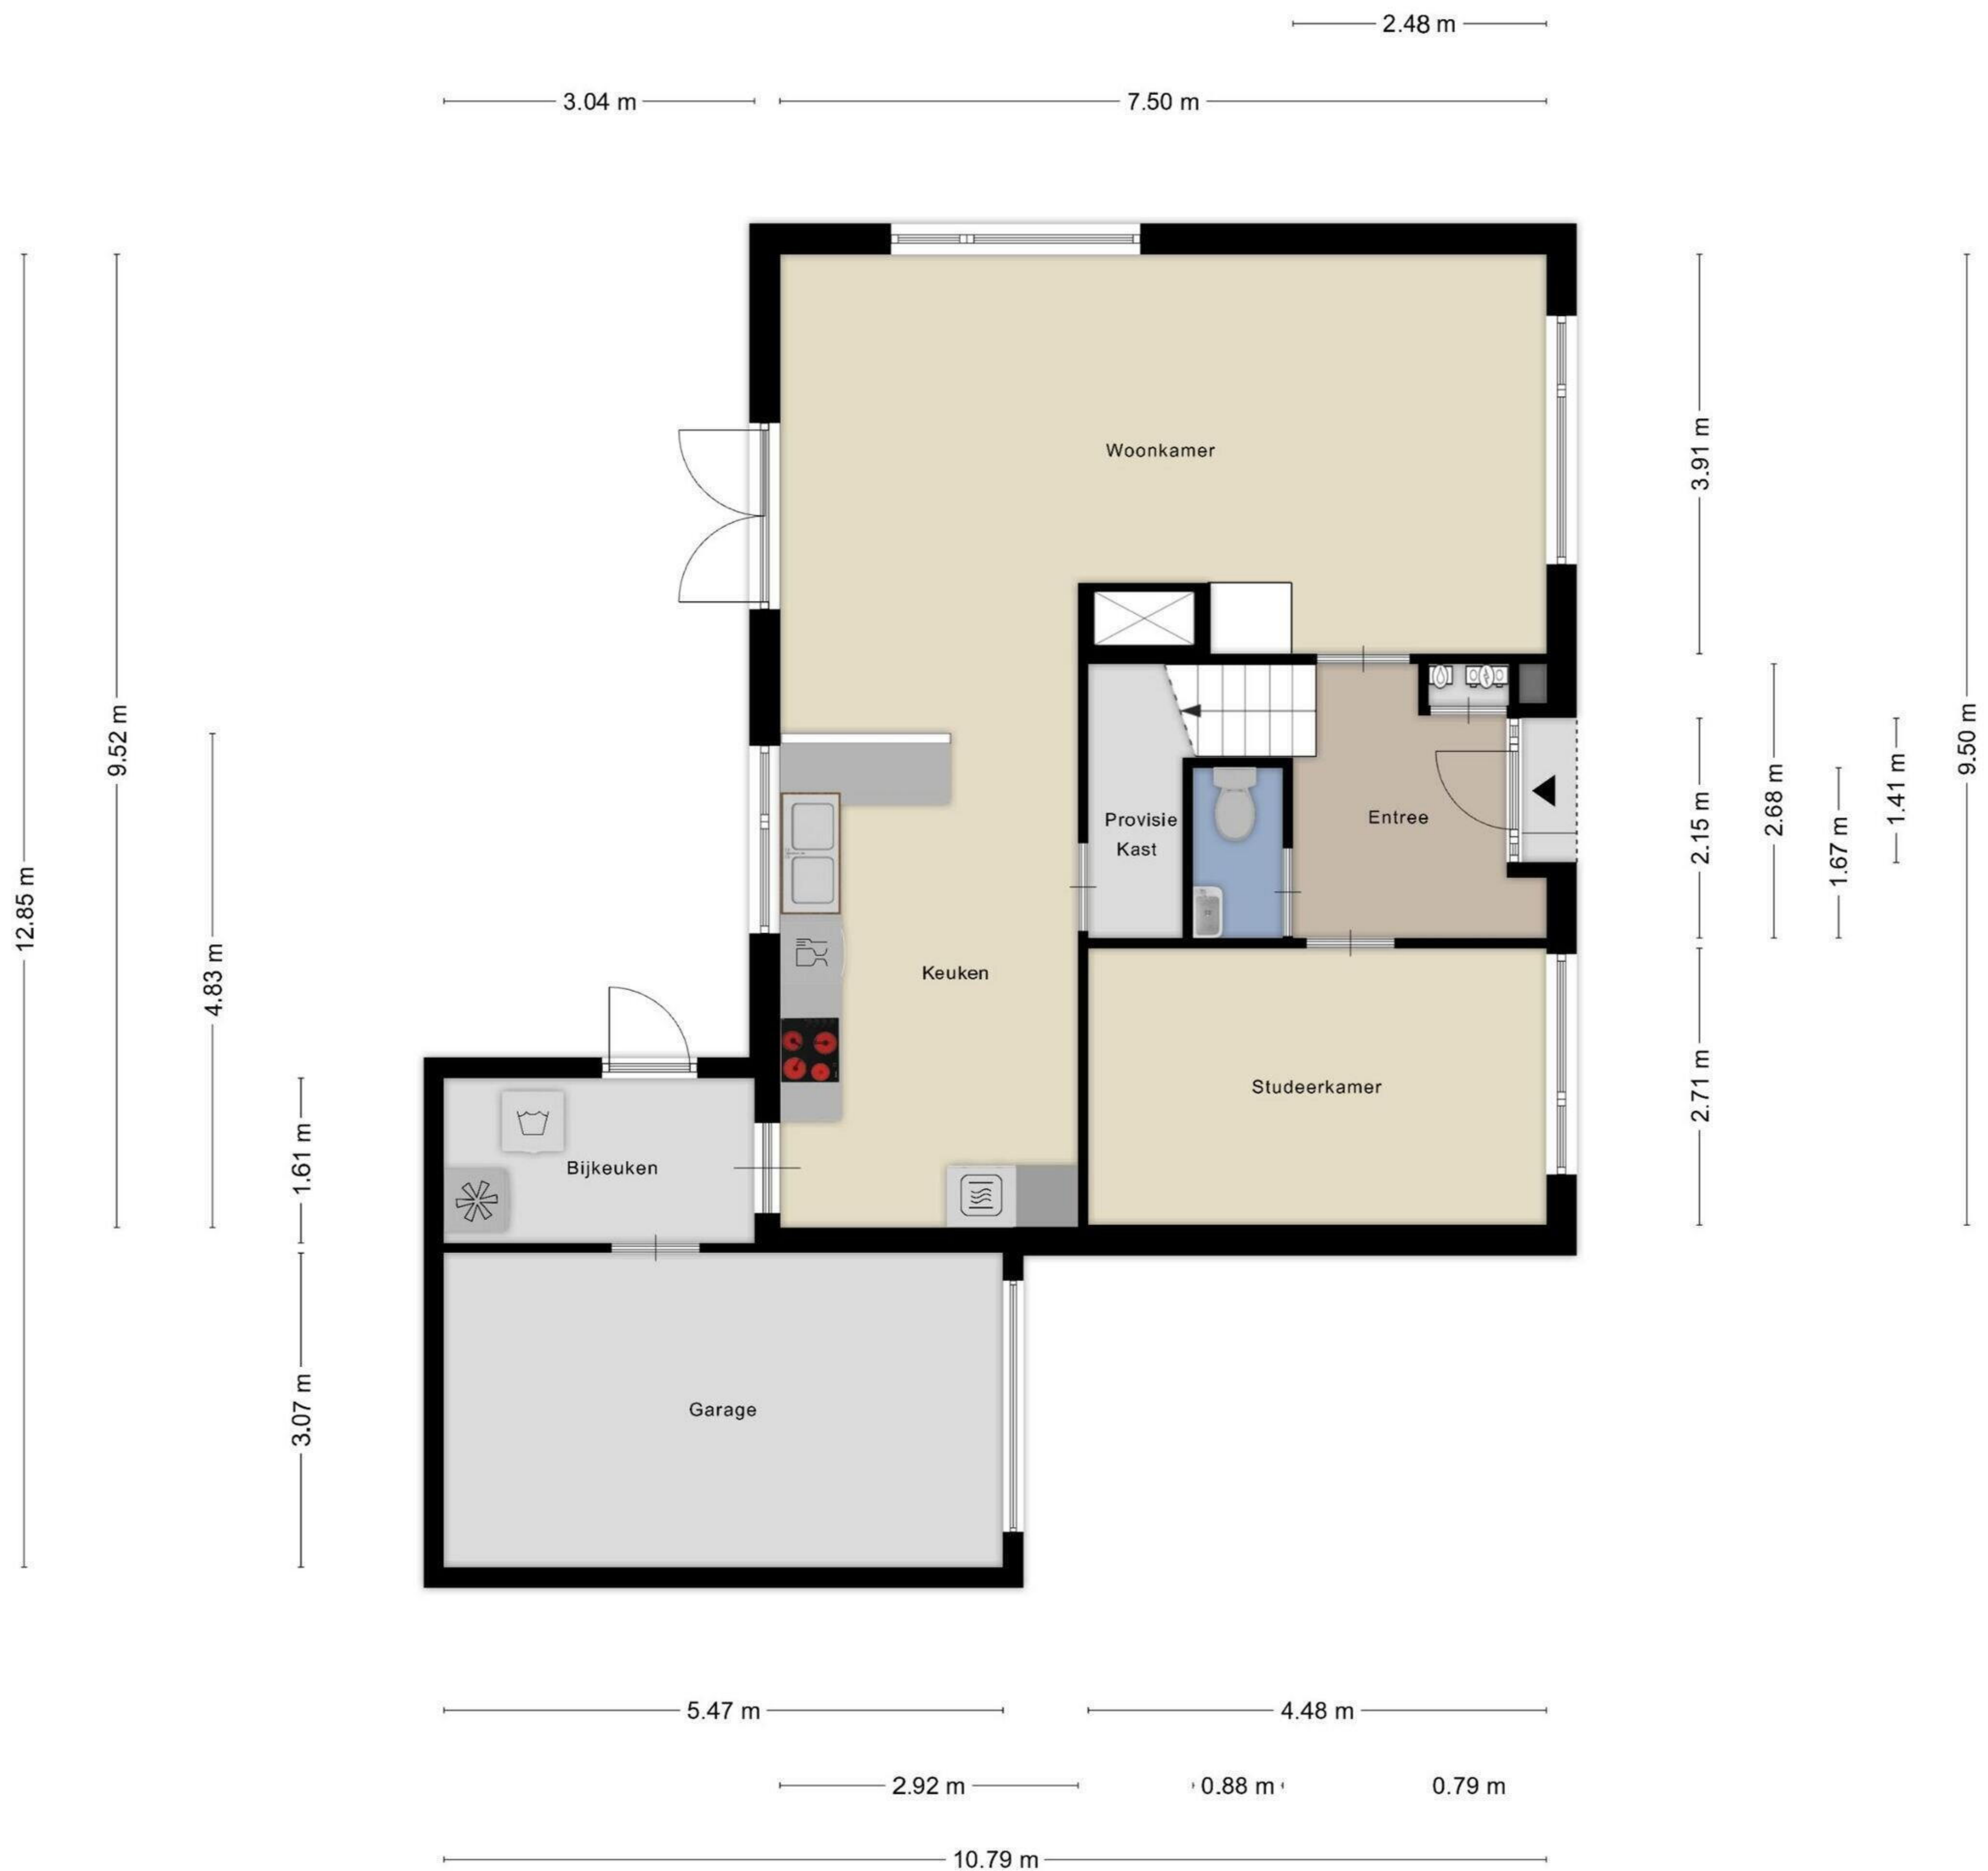 2.48 m
3.04 m
7.50 m
Woonkamer
3.91 m
9.52 m
9.50 m
Provisie
Kast
Entree
2.15 m
2.68 m
1.67 m
1.41 m
12.85 m
4.83 m
Keuken
Studeerkamer
2.71 m
Bijkeuken
1.61 m
Garage
3.07 m
5.47 m
4.48 m
2.92 m
0.88 m
0.79 m
10.79 m